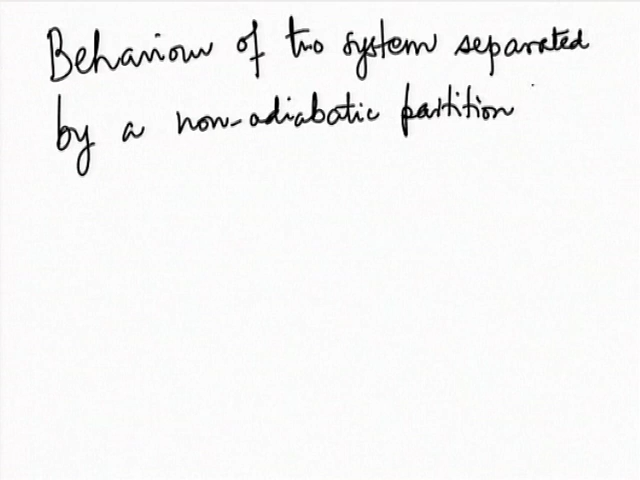 Behaviour of two system separated
by a non-adiabatic partition